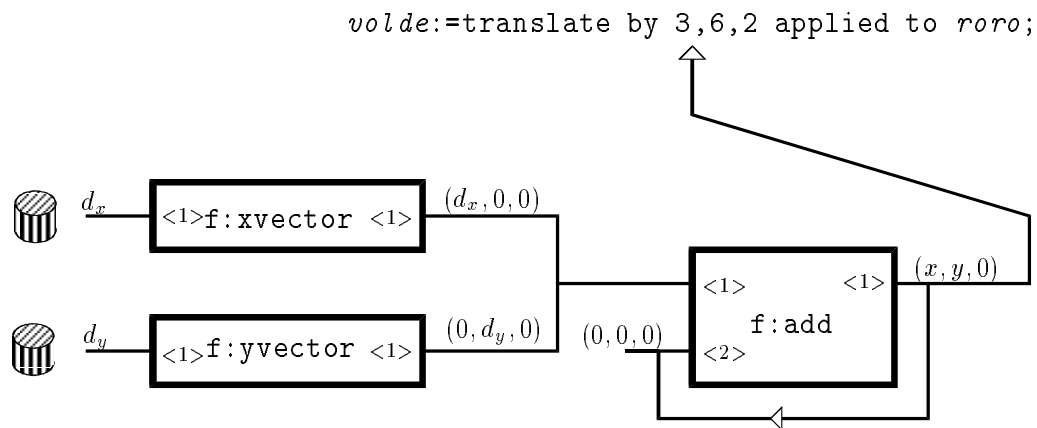 volde:=translate by 3,6,2 applied to roro;
d_x
<1> f:xvector <1>
(d_x, 0, 0)
d_y
<1> f:yvector <1>
(0, d_y, 0)
(0, 0, 0)
<1> <1>
f:add
<2>
(x, y, 0)